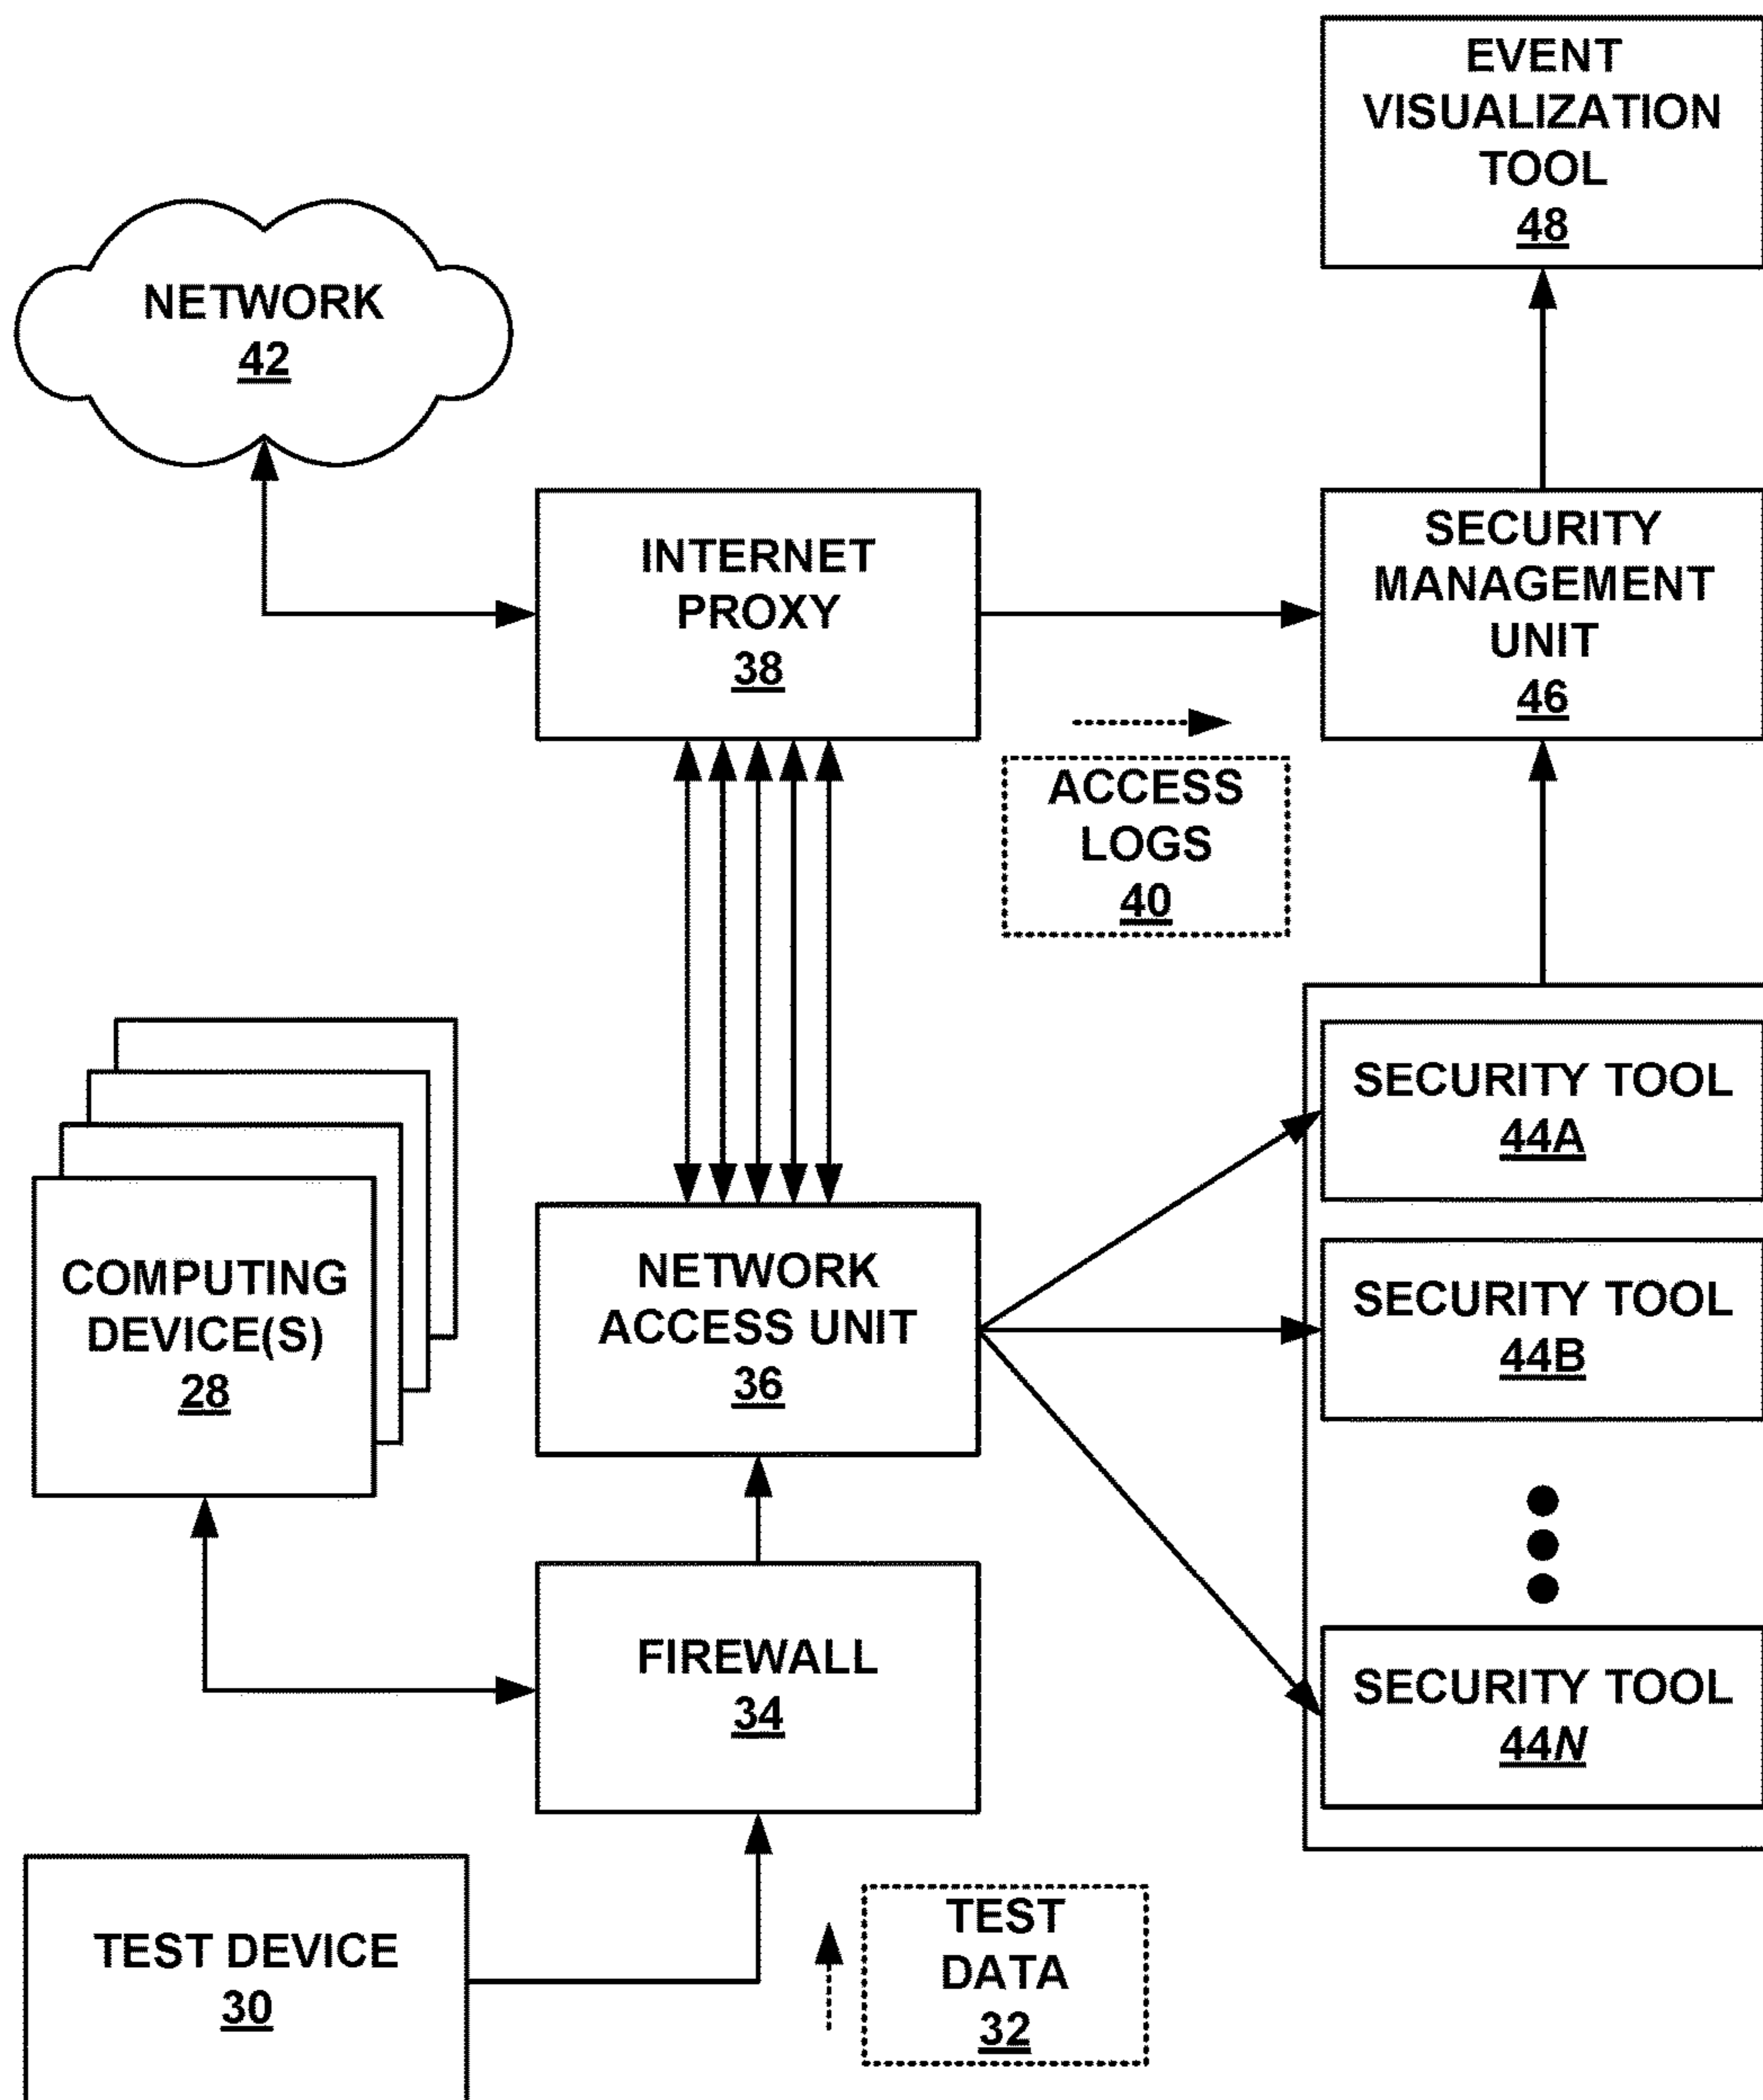 EVENT
VISUALIZATION
TOOL
48
NETWORK
42
INTERNET
PROXY
38
SECURITY
MANAGEMENT
UNIT
46
ACCESS
LOGS
40
COMPUTING
DEVICE(S)
28
NETWORK
ACCESS UNIT
36
SECURITY TOOL
44A
SECURITY TOOL
44B
FIREWALL
34
SECURITY TOOL
44N
TEST DEVICE
30
TEST
DATA
32